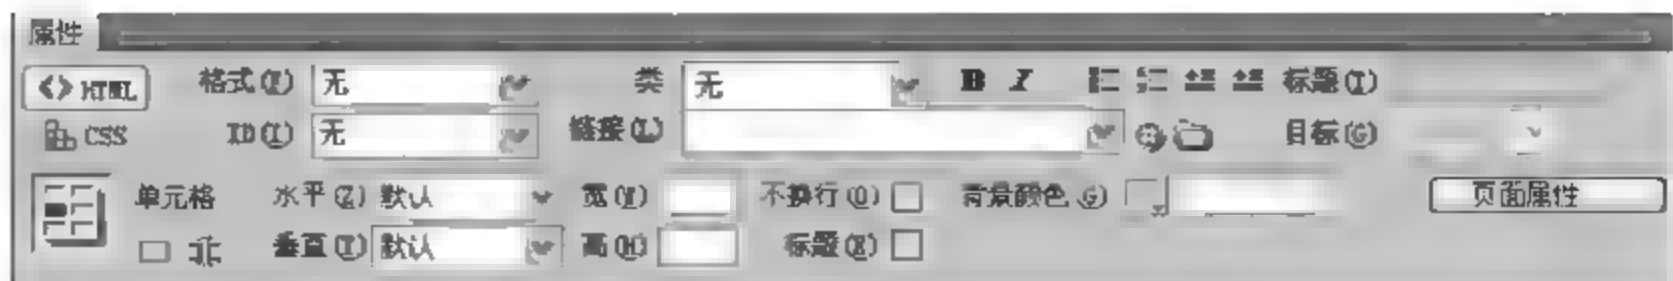 属性
<> HTML 格式(F) 无 类 无 B I 标题(T)
CSS ID(I) 无 链接(L) 目标(G)
单元格 水平(Z) 默认 宽(W) 不换行(O) 背景颜色(G) 页面属性
垂直(T) 默认 高(H) 标题(E)